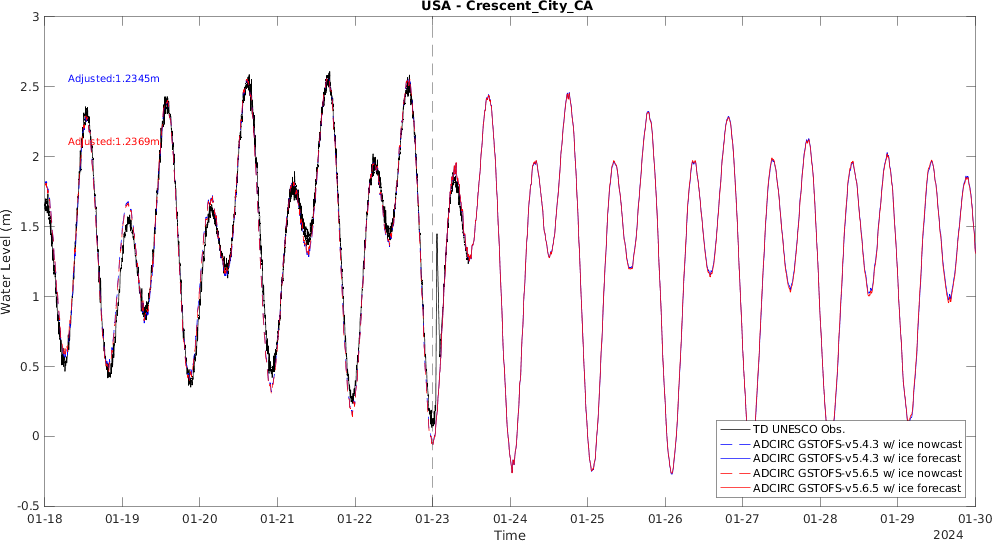 USA - Crescent_City_CA
3
2.5
2
1.5
1
0.5
0
-0.5
Water Level (m)
Adjusted:1.2345m
Adjusted:1.2369m
TD UNESCO Obs.
ADCIRC GSTOFS-v5.4.3 w/ ice nowcast
ADCIRC GSTOFS-v5.4.3 w/ ice forecast
ADCIRC GSTOFS-v5.6.5 w/ ice nowcast
ADCIRC GSTOFS-v5.6.5 w/ ice forecast
01-18 01-19 01-20 01-21 01-22 01-23 01-24 01-25 01-26 01-27 01-28 01-29 01-30
Time
2024